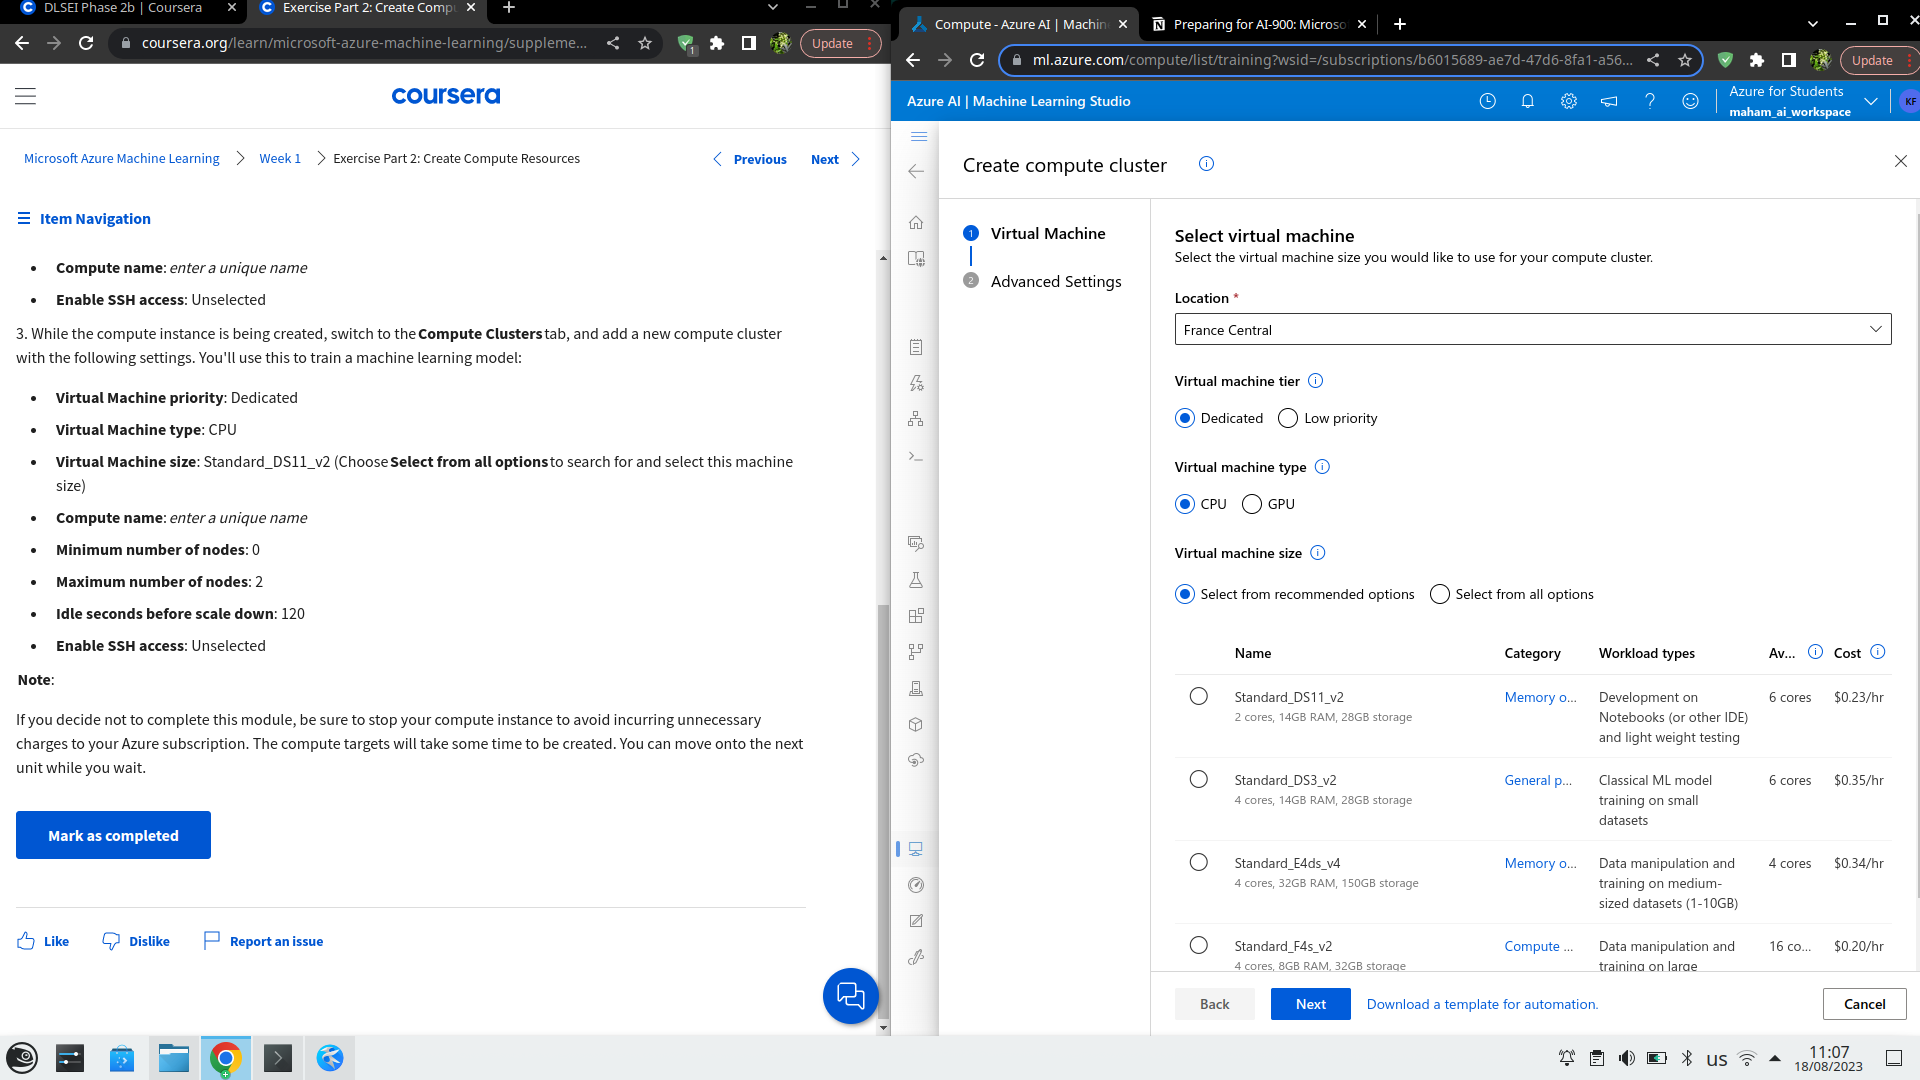 DLSEI Phase 2b | Coursera
Exercise Part 2: Create Compu
coursera.org/learn/microsoft-azure-machine-learning/suppleme...
1
Update
coursera
Microsoft Azure Machine Learning
Week 1
Exercise Part 2: Create Compute Resources
Previous
Next
Item Navigation
Compute name: enter a unique name
Enable SSH access: Unselected
3. While the compute instance is being created, switch to the Compute Clusters tab, and add a new compute cluster
with the following settings. You'll use this to train a machine learning model:
Virtual Machine priority: Dedicated
Virtual Machine type: CPU
Virtual Machine size: Standard_DS11_v2 (Choose Select from all options to search for and select this machine
size)
Compute name: enter a unique name
Minimum number of nodes: 0
Maximum number of nodes: 2
Idle seconds before scale down: 120
Enable SSH access: Unselected
Note:
If you decide not to complete this module, be sure to stop your compute instance to avoid incurring unnecessary
charges to your Azure subscription. The compute targets will take some time to be created. You can move onto the next
unit while you wait.
Mark as completed
Like
Dislike
Report an issue
Compute - Azure AI | Machin
Preparing for AI-900: Microso
ml.azure.com/compute/list/training?wsid=/subscriptions/b6015689-ae7d-47d6-8fa1-a56...
Update
Azure AI | Machine Learning Studio
Azure for Students
maham_ai_workspace
KF
Create compute cluster
1 Virtual Machine
2 Advanced Settings
Select virtual machine
Select the virtual machine size you would like to use for your compute cluster.
Location *
France Central
Virtual machine tier
Dedicated
Low priority
Virtual machine type
CPU
GPU
Virtual machine size
Select from recommended options
Select from all options
Name Category Workload types Av... Cost
Standard_DS11_v2 Memory o... Development on 6 cores $0.23/hr
2 cores, 14GB RAM, 28GB storage Notebooks (or other IDE)
and light weight testing
Standard_DS3_v2 General p... Classical ML model 6 cores $0.35/hr
4 cores, 14GB RAM, 28GB storage training on small
datasets
Standard_E4ds_v4 Memory o... Data manipulation and 4 cores $0.34/hr
4 cores, 32GB RAM, 150GB storage training on medium-
sized datasets (1-10GB)
Standard_F4s_v2 Compute ... Data manipulation and 16 co... $0.20/hr
4 cores, 8GB RAM, 32GB storage training on large
Back
Next
Download a template for automation.
Cancel
us
11:07
18/08/2023